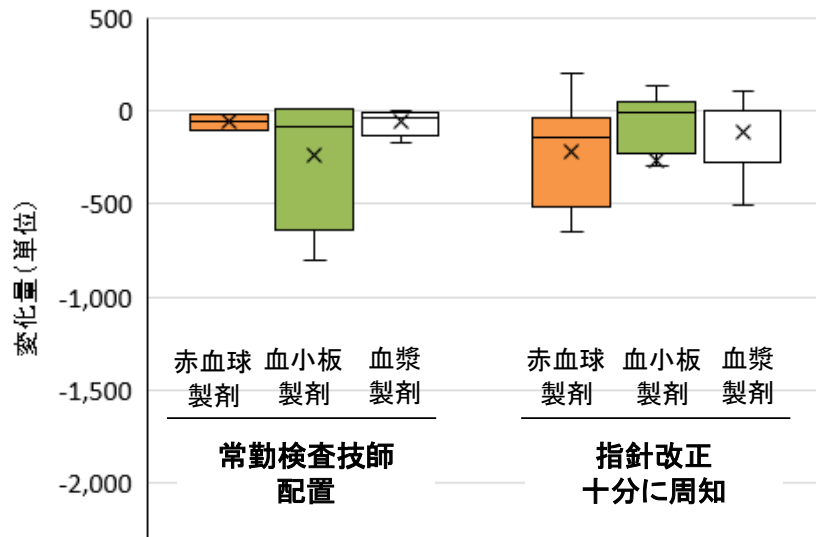 500
0
-500
-1,000
-1,500
-2,000
変化量(単位)
赤血球
製剤
血小板
製剤
血漿
製剤
常勤検査技師
配置
赤血球
製剤
血小板
製剤
血漿
製剤
指針改正
十分に周知